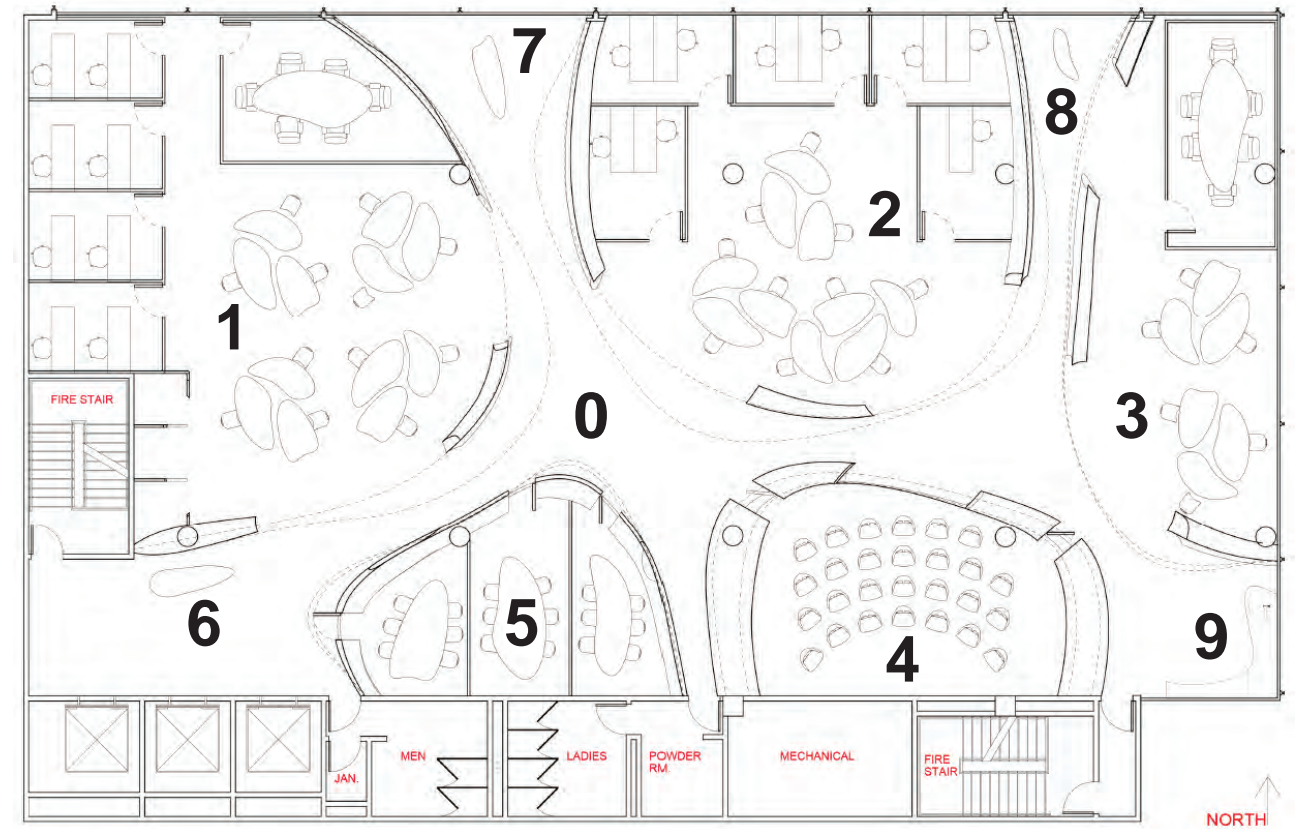 7
8
2
1
FIRE STAIR
0
3
6
5
4
9
MEN
LADIES
POWDER
RM.
MECHANICAL
FIRE
STAIR
JAN.
NORTH